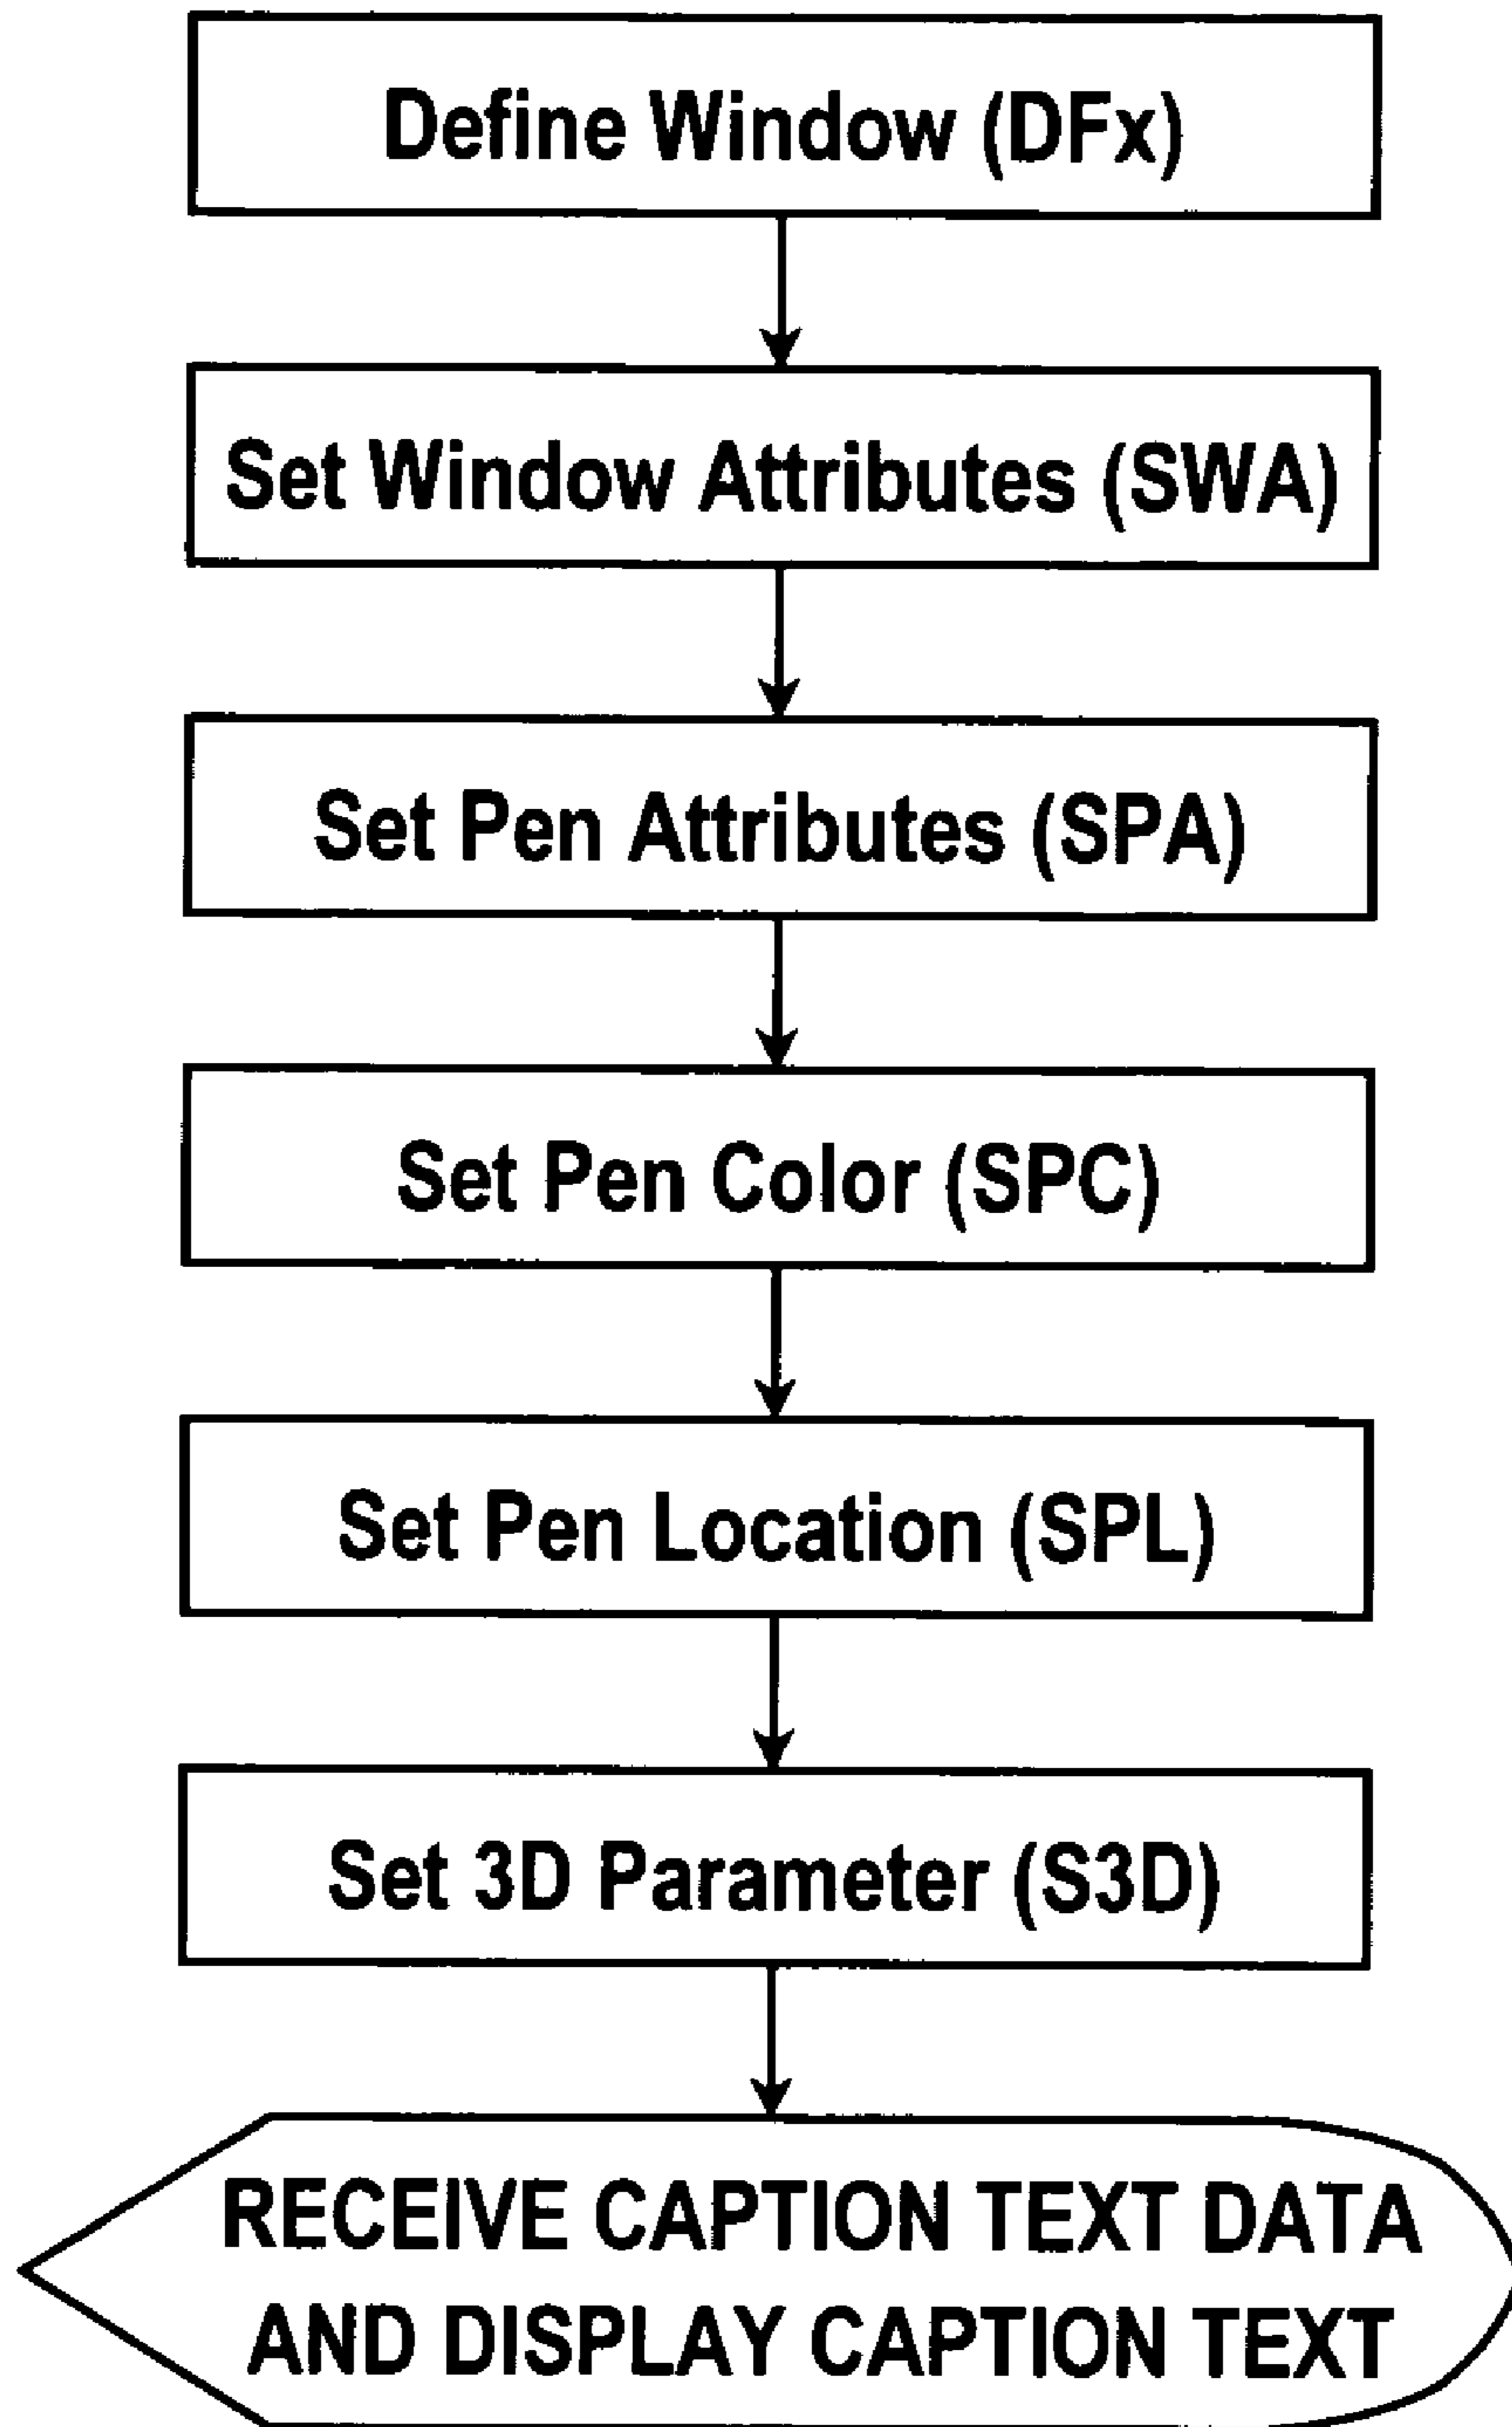 Define Window (DFx)
Set Window Attributes (SWA)
Set Pen Attributes (SPA)
Set Pen Color (SPC)
Set Pen Location (SPL)
Set 3D Parameter (S3D)
RECEIVE CAPTION TEXT DATA
AND DISPLAY CAPTION TEXT